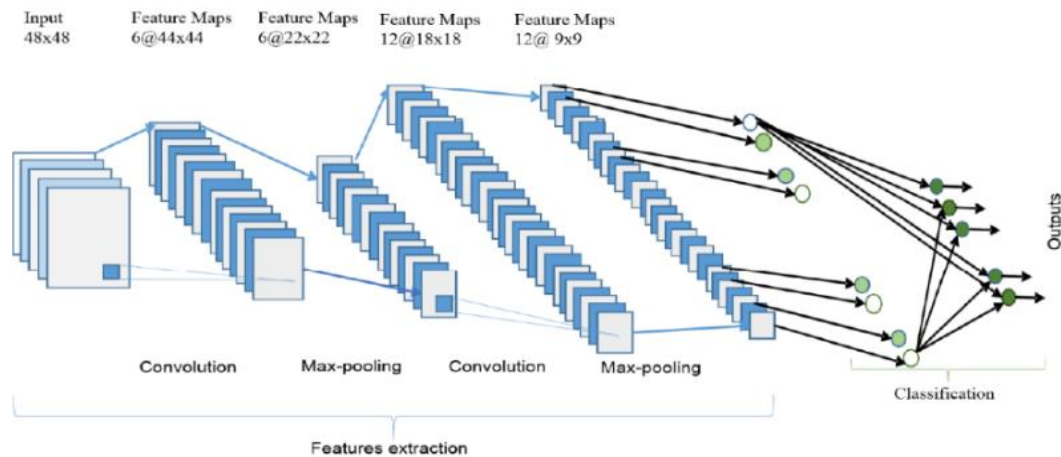 Input
48x48
Feature Maps
6@44x44
Feature Maps
6@22x22
Feature Maps
12@18x18
Feature Maps
12@ 9x9
Outputs
Convolution
Max-pooling
Convolution
Max-pooling
Classification
Features extraction